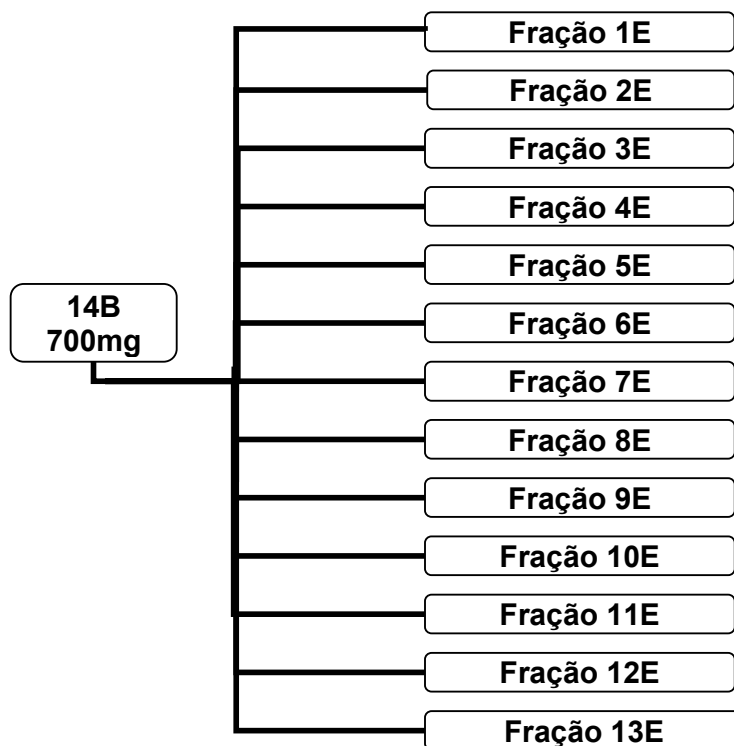 Fração 1E
Fração 2E
Fração 3E
Fração 4E
Fração 5E
14B
700mg
Fração 6E
Fração 7E
Fração 8E
Fração 9E
Fração 10E
Fração 11E
Fração 12E
Fração 13E